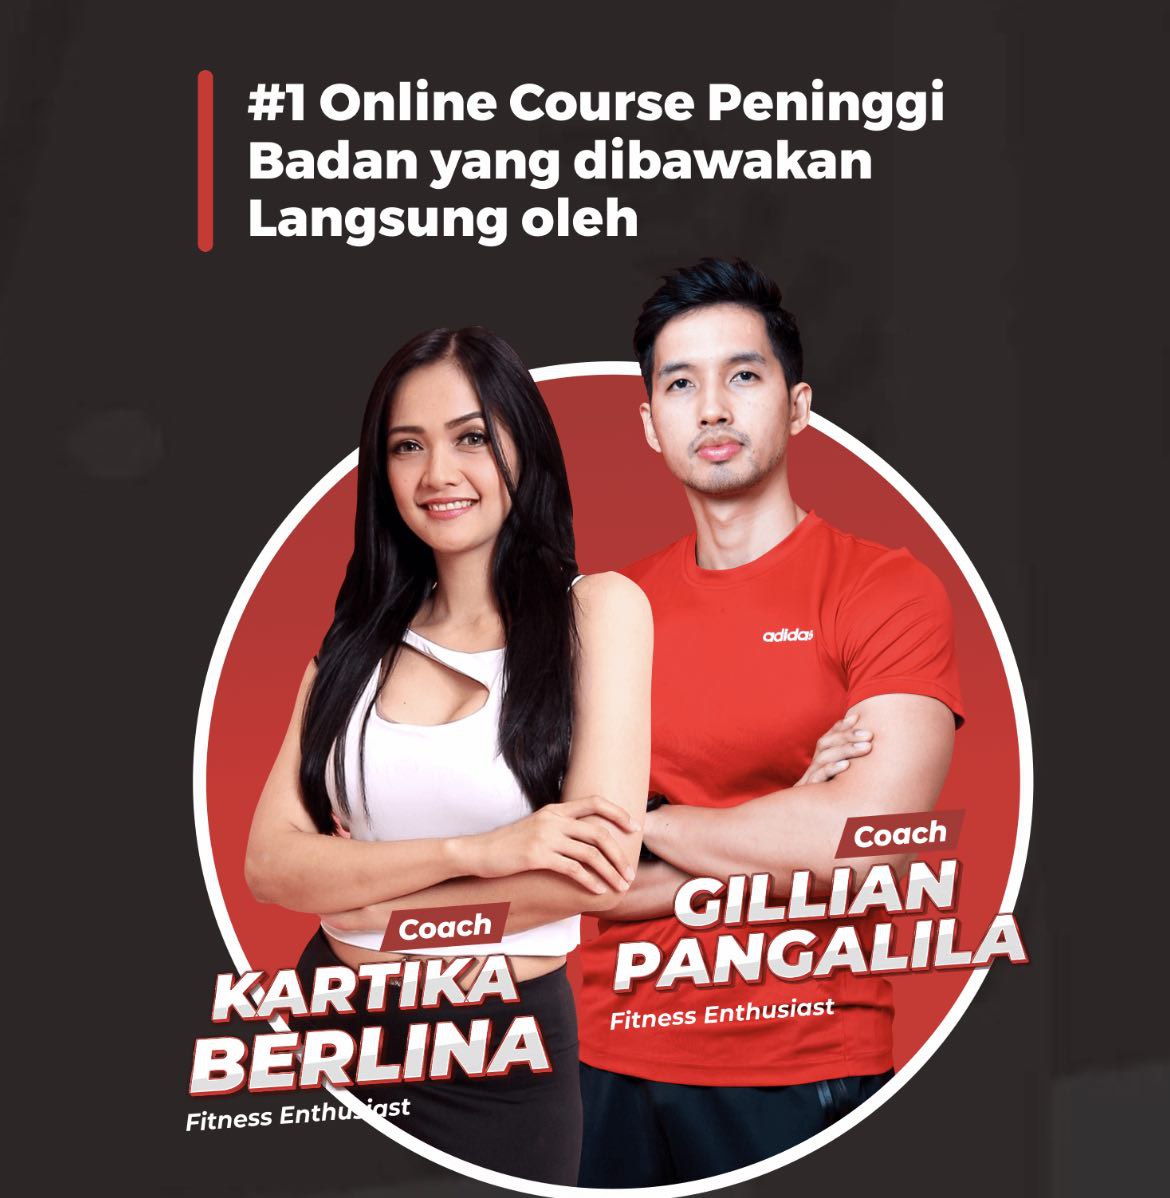 #1 Online Course Peninggi
Badan yang dibawakan
Langsung oleh
adidas
Coach
GILLIAN
PANGALILA
Fitness Enthusiast
Coach
KARTIKA
BERLINA
Fitness Enthusiast